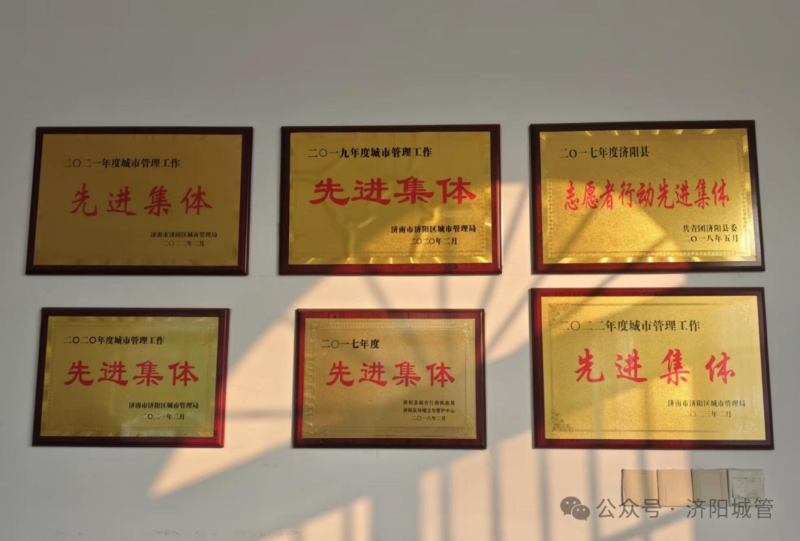 二〇二一年度城市管理工作
先进集体
济南市济阳区城市管理局
二〇二二年二月
二〇一九年度城市管理工作
先进集体
济南市济阳区城市管理局
二〇二〇年二月
二〇一七年度济阳县
志愿者行动先进集体
共青团济阳县委
二〇一八年五月
二〇二〇年度城市管理工作
先进集体
济南市济阳区城市管理局
二〇二一年二月
二〇一七年度
先进集体
二〇一八年二月
二〇二二年度城市管理工作
先进集体
济南市济阳区城市管理局
二〇二三年二月
公众号·济阳城管